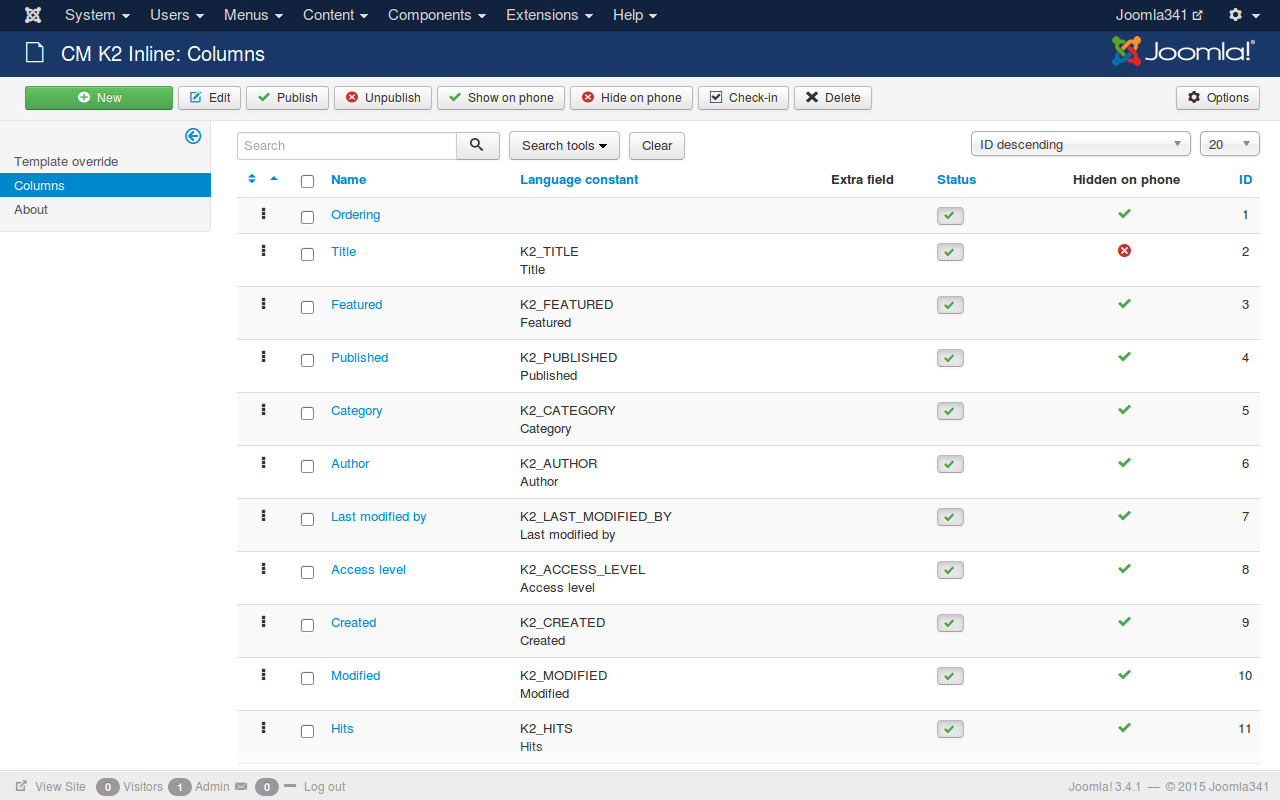 System Users Menus Content Components Extensions Help Joomla341
CM K2 Inline: Columns Joomla!®
New Edit Publish Unpublish Show on phone Hide on phone Check-in Delete Options
Template override
Columns
About
Search Search tools Clear ID descending 20
Name Language constant Extra field Status Hidden on phone ID
Ordering 1
Title K2_TITLE 2
Title
Featured K2_FEATURED 3
Featured
Published K2_PUBLISHED 4
Published
Category K2_CATEGORY 5
Category
Author K2_AUTHOR 6
Author
Last modified by K2_LAST_MODIFIED_BY 7
Last modified by
Access level K2_ACCESS_LEVEL 8
Access level
Created K2_CREATED 9
Created
Modified K2_MODIFIED 10
Modified
Hits K2_HITS 11
Hits
View Site 0 Visitors 1 Admin 0 Log out Joomla! 3.4.1 — © 2015 Joomla341